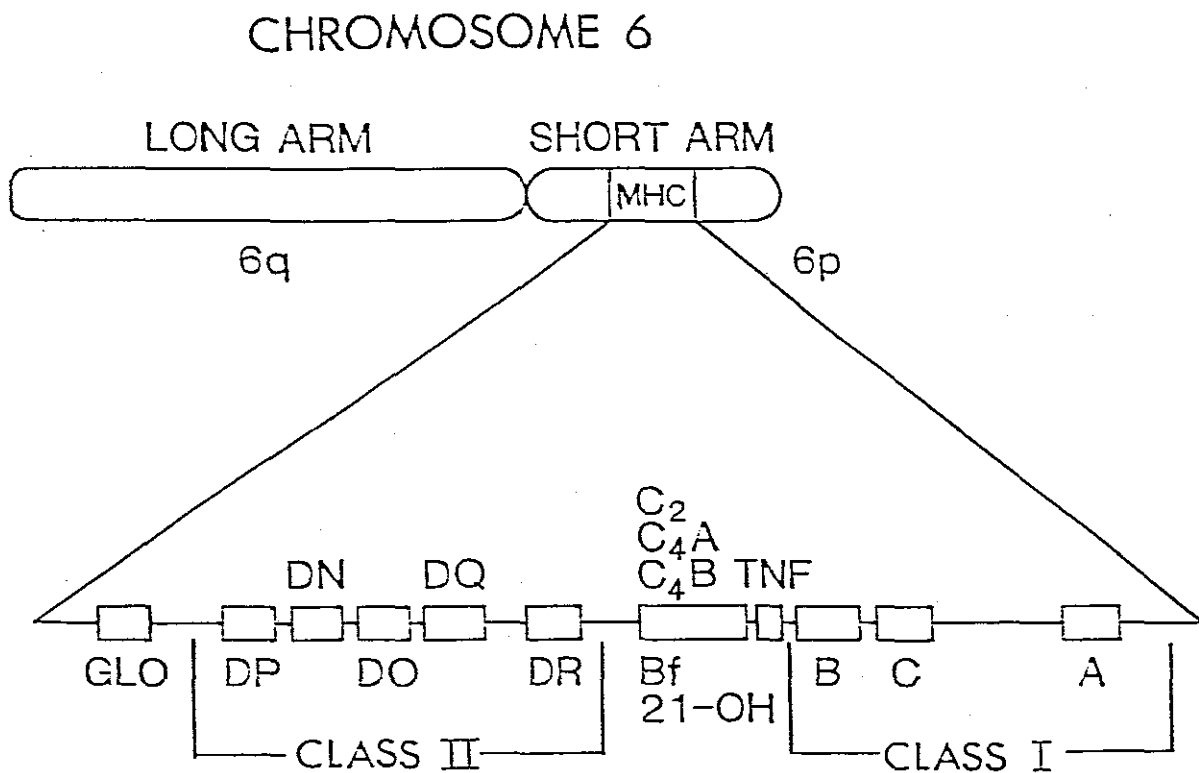 CHROMOSOME 6
LONG ARM SHORT ARM
MHC
6q 6p
C₂
C₄A
DN DQ C₄B TNF
GLO DP DO DR Bf B C A
21-OH
CLASS II CLASS I